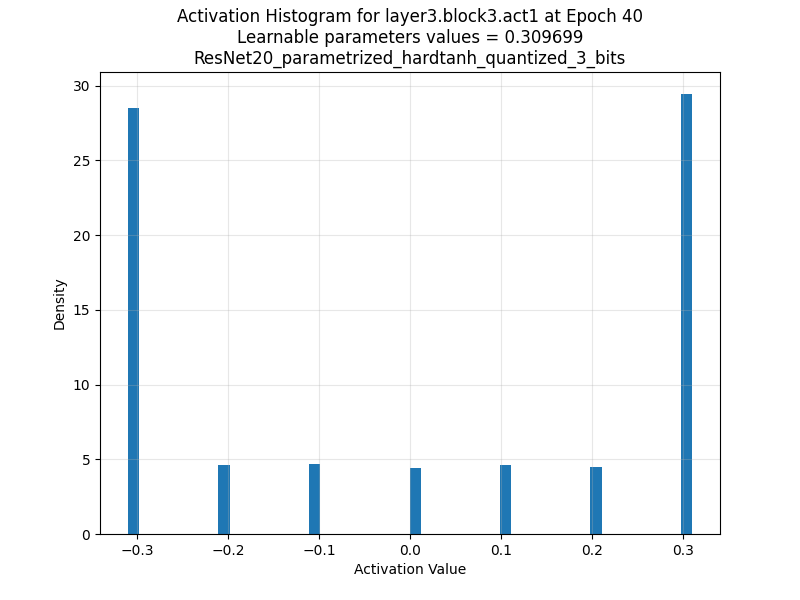 Activation Histogram for layer3.block3.act1 at Epoch 40
Learnable parameters values = 0.309699
ResNet20_parametrized_hardtanh_quantized_3_bits
30
25
20
15
10
5
0
Density
−0.3 −0.2 −0.1 0.0 0.1 0.2 0.3
Activation Value